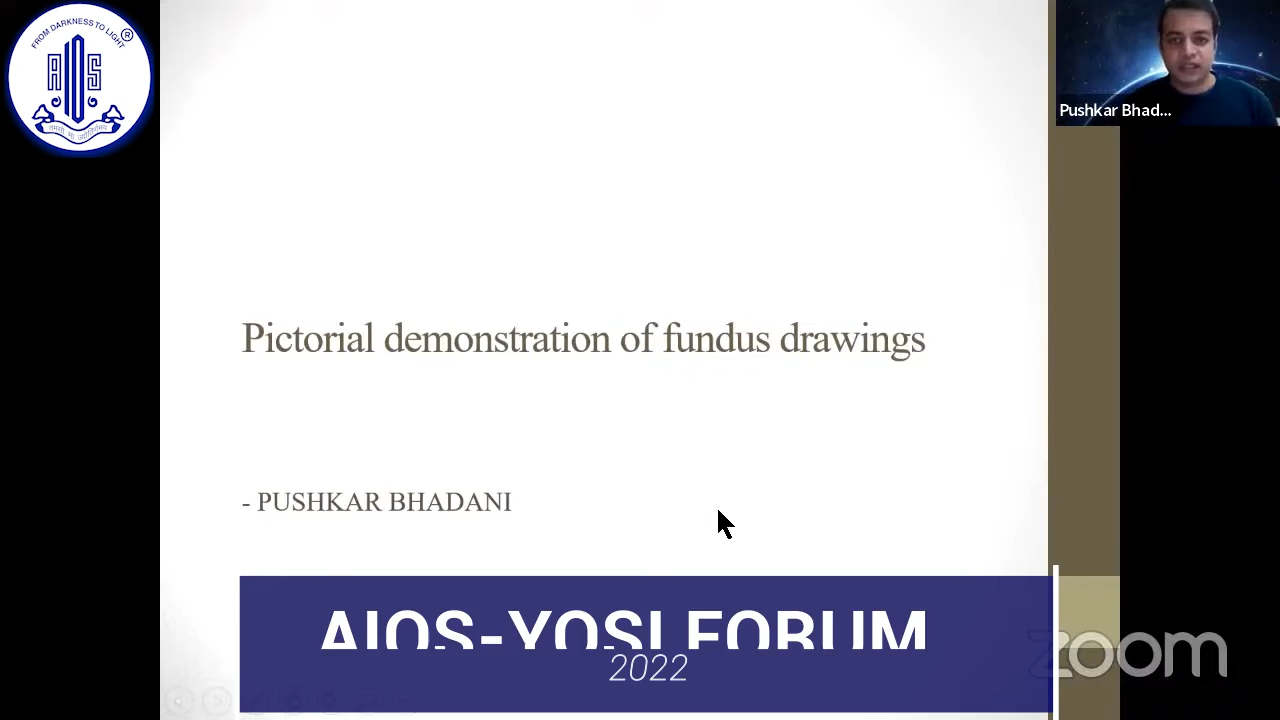 FROM DARKNESS TO LIGHT
®
AIOS
Pushkar Bhad...
Pictorial demonstration of fundus drawings
- PUSHKAR BHADANI
AIOS-YOSI FORUM
2022
zoom